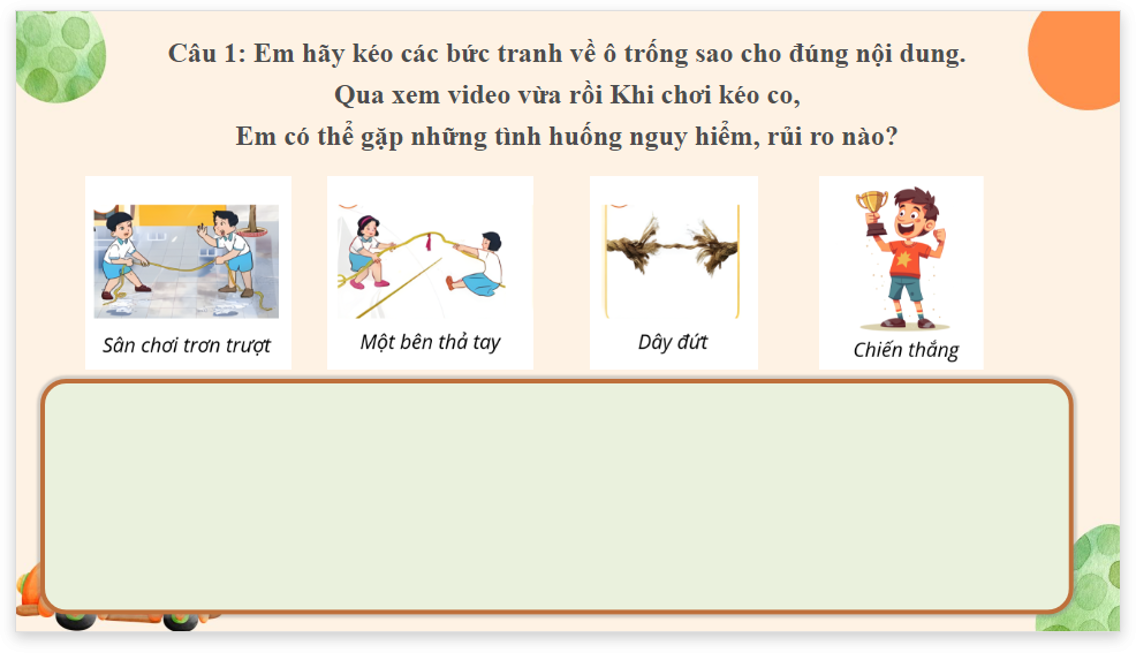 Câu 1: Em hãy kéo các bức tranh về ô trống sao cho đúng nội dung.
Qua xem video vừa rồi Khi chơi kéo co,
Em có thể gặp những tình huống nguy hiểm, rủi ro nào?
Sân chơi trơn trượt
Một bên thả tay
Dây đứt
Chiến thắng